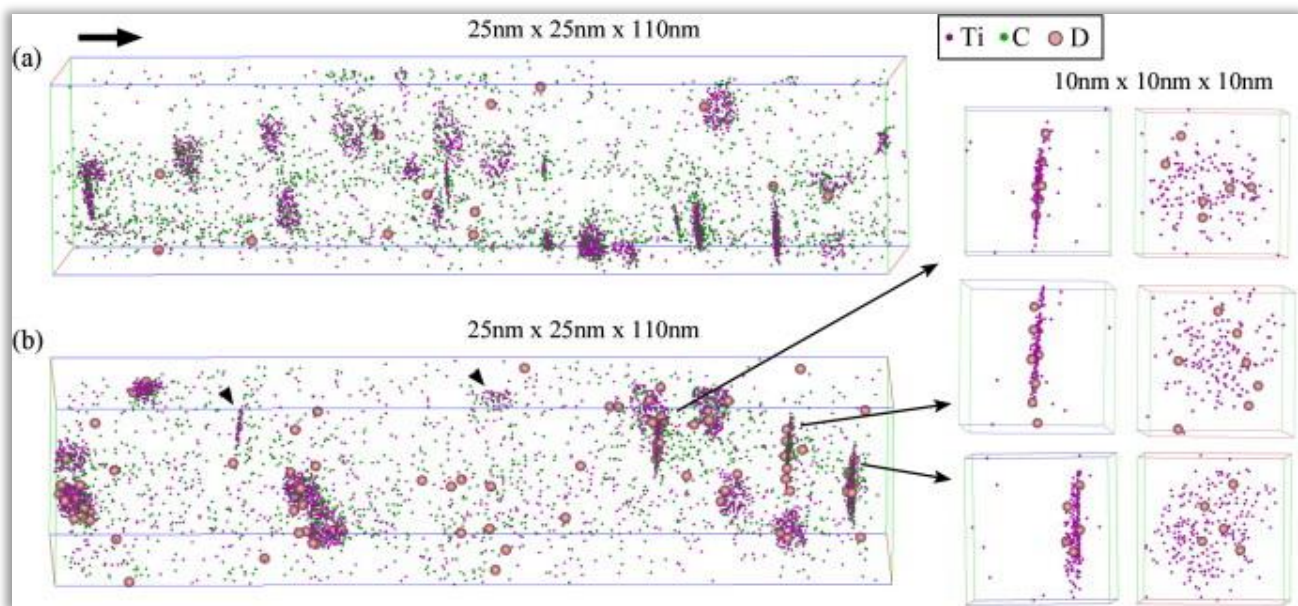 25nm x 25nm x 110nm
Ti C D
(a)
10nm x 10nm x 10nm
25nm x 25nm x 110nm
(b)